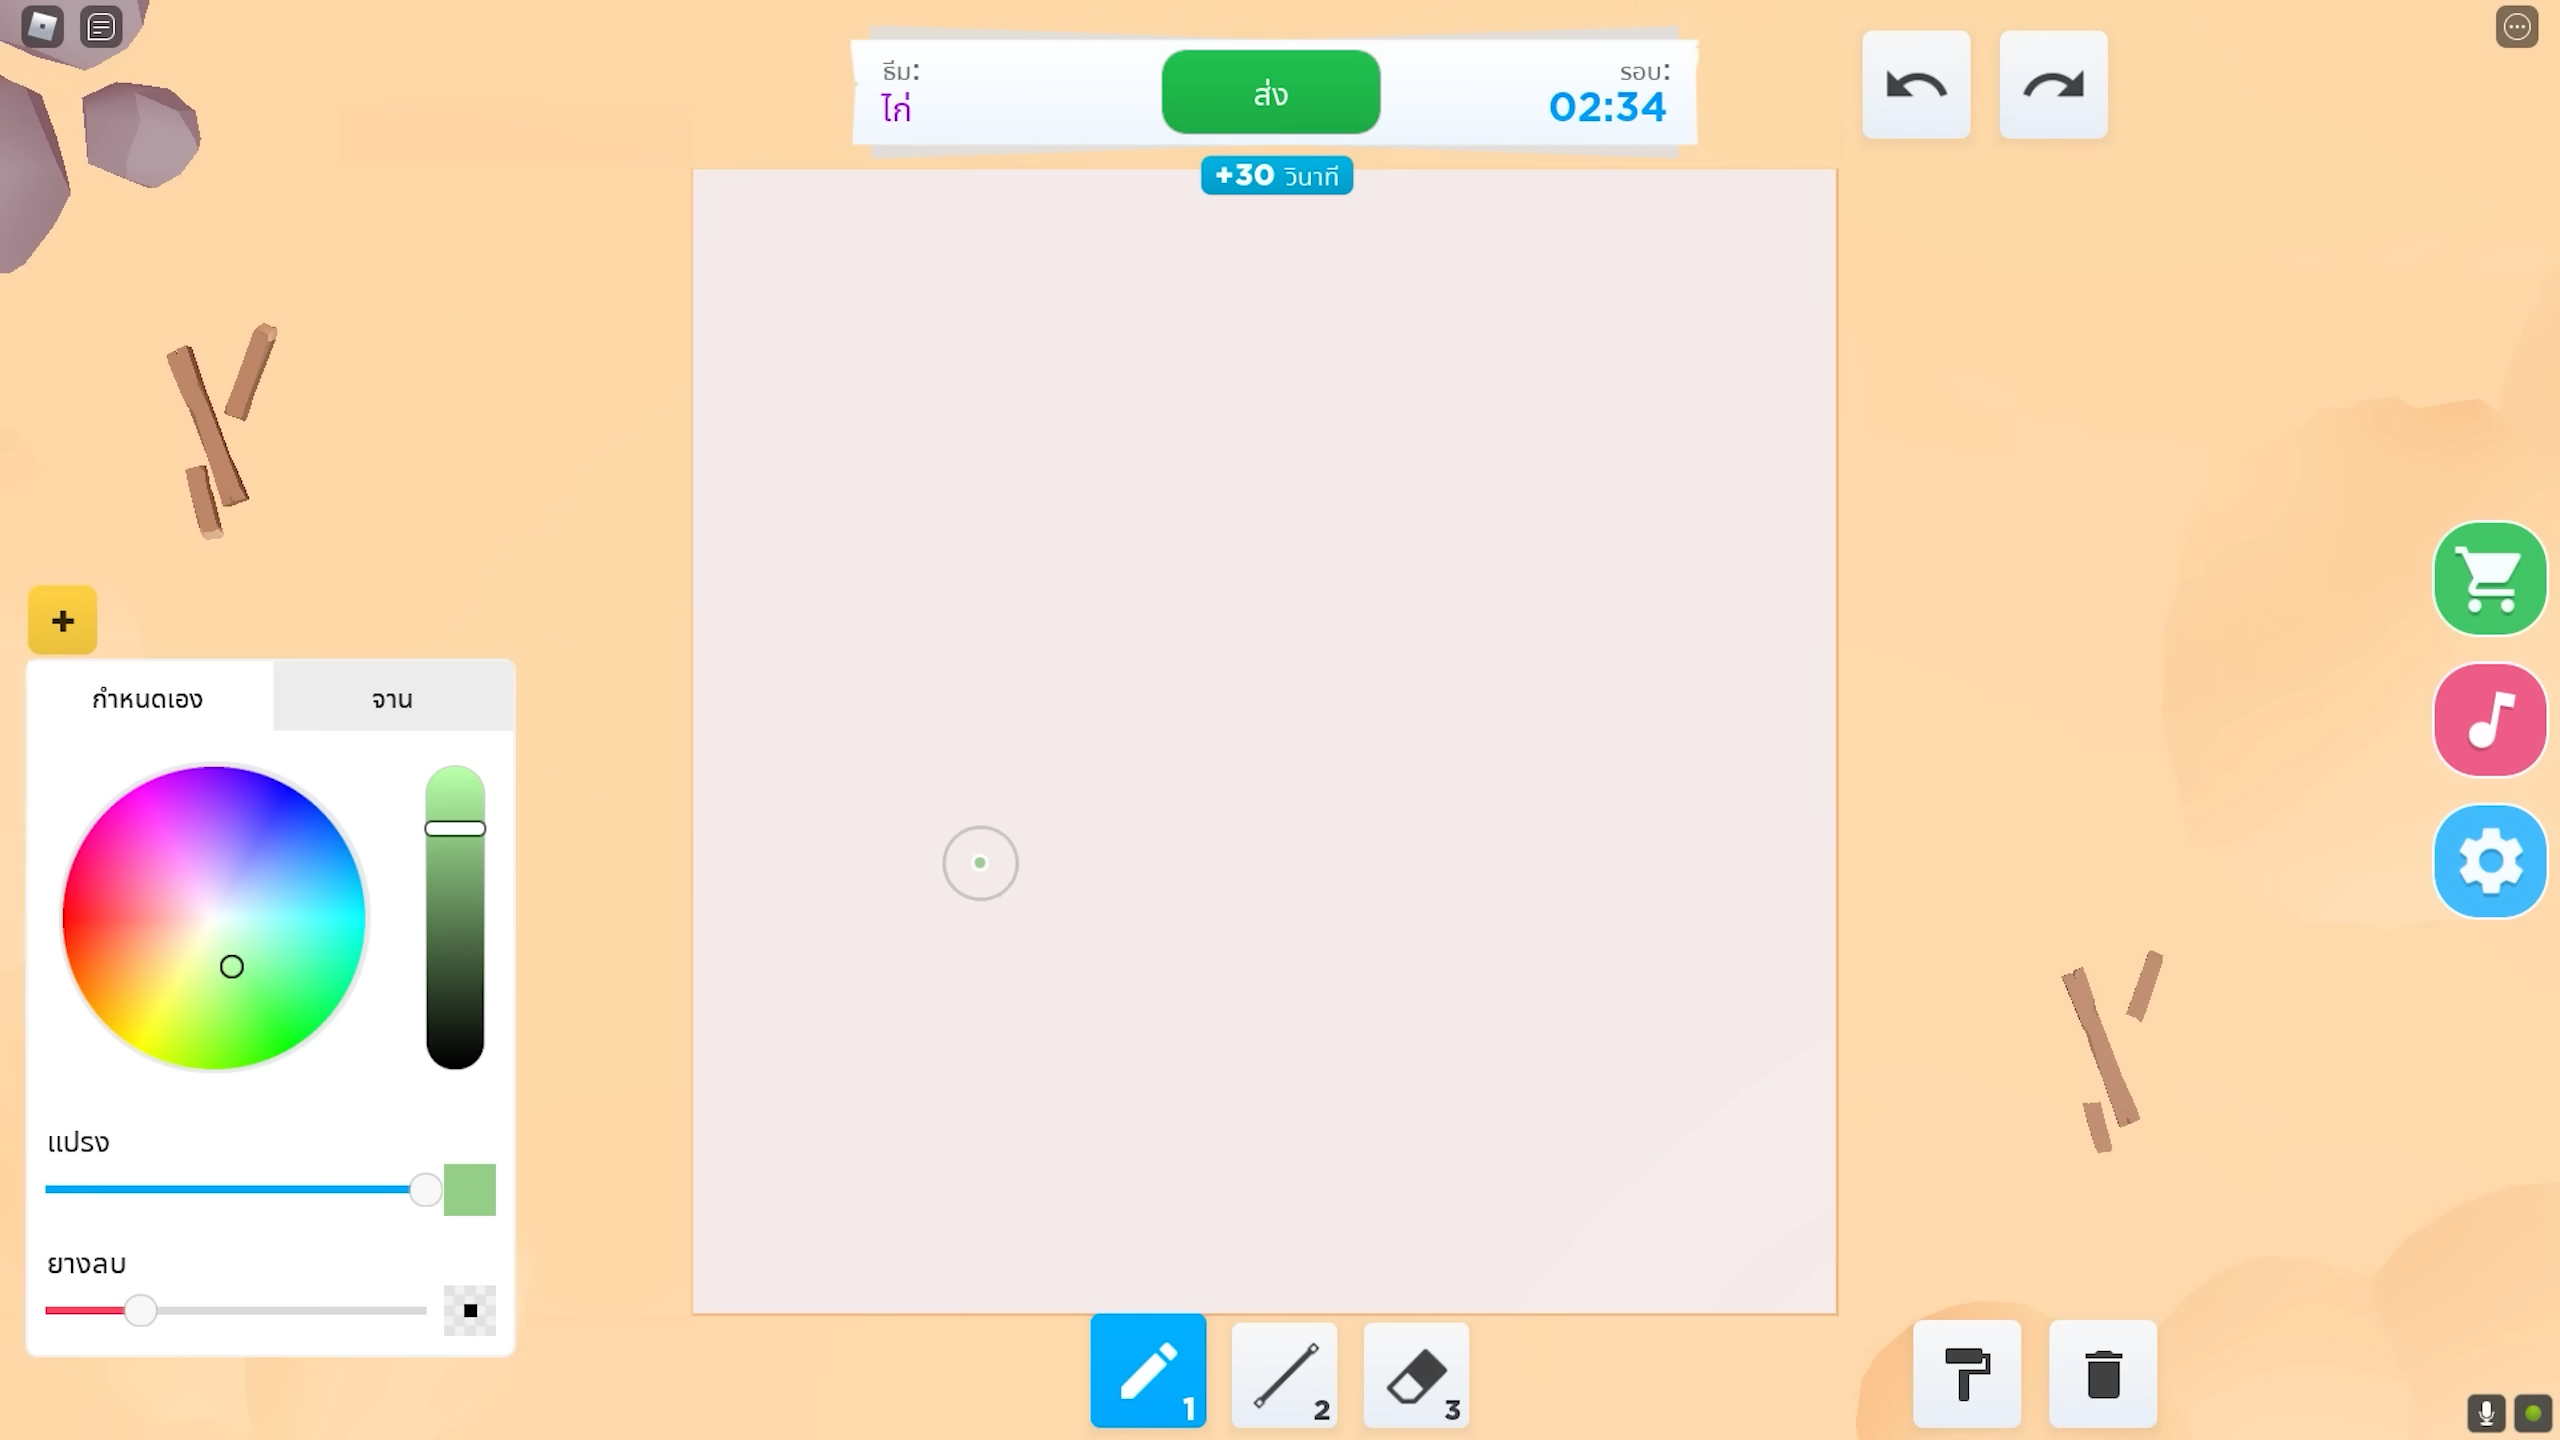 ธีม:
ไก่
ส่ง
รอบ:
02:34
+30 วินาที
+
กำหนดเอง
จาน
แปรง
ยางลบ
1
2
3